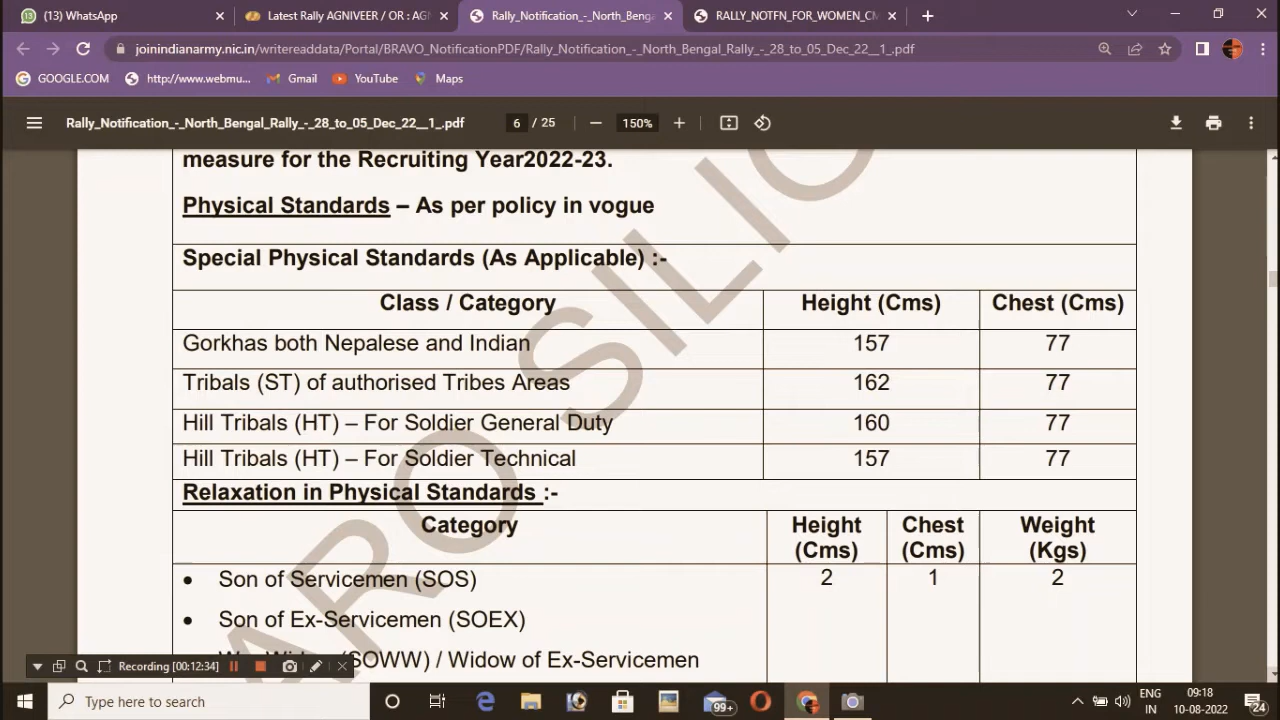 (13) WhatsApp
Latest Rally AGNIVEER / OR : AGN
Rally_Notification_-_North_Beng
RALLY_NOTFN_FOR_WOMEN_CM
joinindianarmy.nic.in/writereaddata/Portal/BRAVO_NotificationPDF/Rally_Notification_-_North_Bengal_Rally_-_28_to_05_Dec_22__1_.pdf
GOOGLE.COM http://www.webmu... Gmail YouTube Maps
Rally_Notification_-_North_Bengal_Rally_-_28_to_05_Dec_22__1_.pdf 6 / 25 150%
measure for the Recruiting Year2022-23.
Physical Standards – As per policy in vogue
Special Physical Standards (As Applicable) :-
Class / Category Height (Cms) Chest (Cms)
Gorkhas both Nepalese and Indian 157 77
Tribals (ST) of authorised Tribes Areas 162 77
Hill Tribals (HT) – For Soldier General Duty 160 77
Hill Tribals (HT) – For Soldier Technical 157 77
Relaxation in Physical Standards :-
Category Height (Cms) Chest (Cms) Weight (Kgs)
• Son of Servicemen (SOS) 2 1 2
• Son of Ex-Servicemen (SOEX)
(SOWW) / Widow of Ex-Servicemen
ARO SILIG
Recording [00:12:34]
Type here to search
99+
ENG 09:18
IN 10-08-2022 24